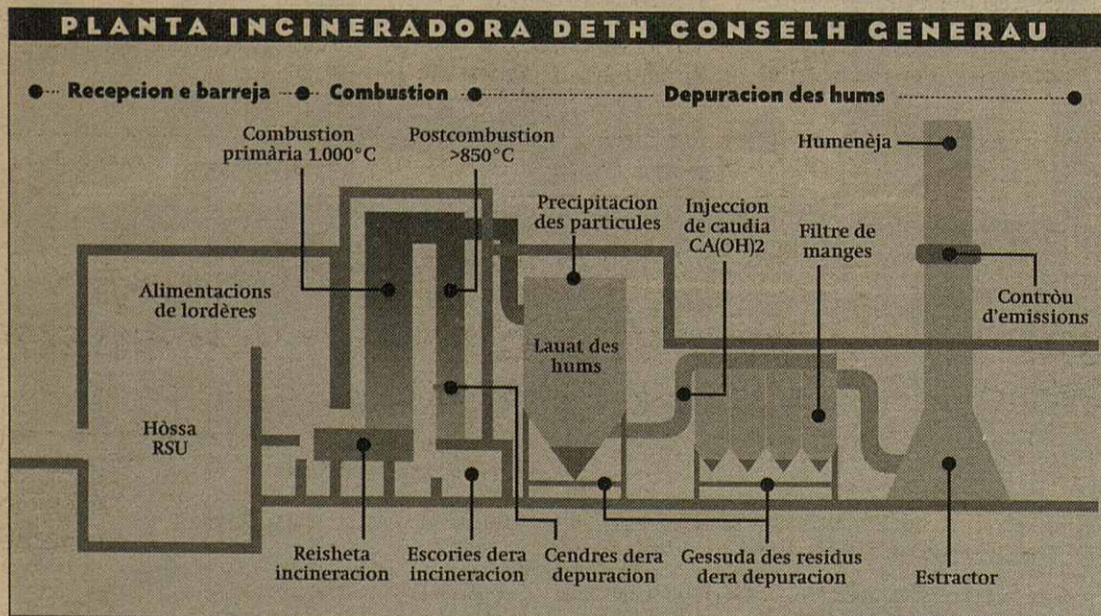 PLANTA INCINERADORA DETH CONSELH GENERAU
Recepcion e barreja
Combustion
Depuracion des hums
Combustion
primària 1.000°C
Postcombustion
>850°C
Humenèja
Precipitacion
des particules
Injeccion
de caudia
CA(OH)2
Filtre de
manges
Alimentacions
de lordères
Contròu
d'emissions
Lauat des
hums
Hòssa
RSU
Reisheta
incineracion
Escories dera
incineracion
Cendres dera
depuracion
Gessuda des residus
dera depuracion
Estractor